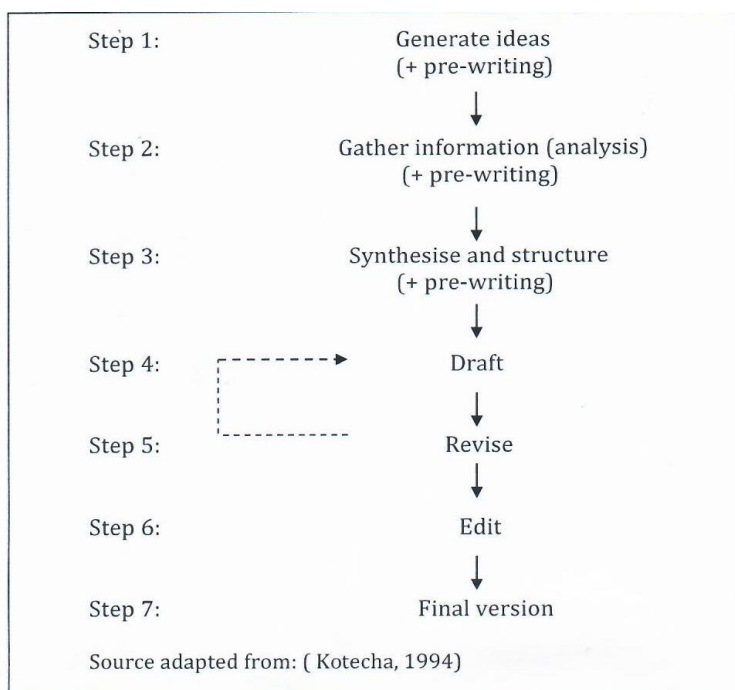 Step 1: Generate ideas
(+ pre-writing)
Step 2: Gather information (analysis)
(+ pre-writing)
Step 3: Synthesise and structure
(+ pre-writing)
Step 4: Draft
Step 5: Revise
Step 6: Edit
Step 7: Final version
Source adapted from: ( Kotecha, 1994)